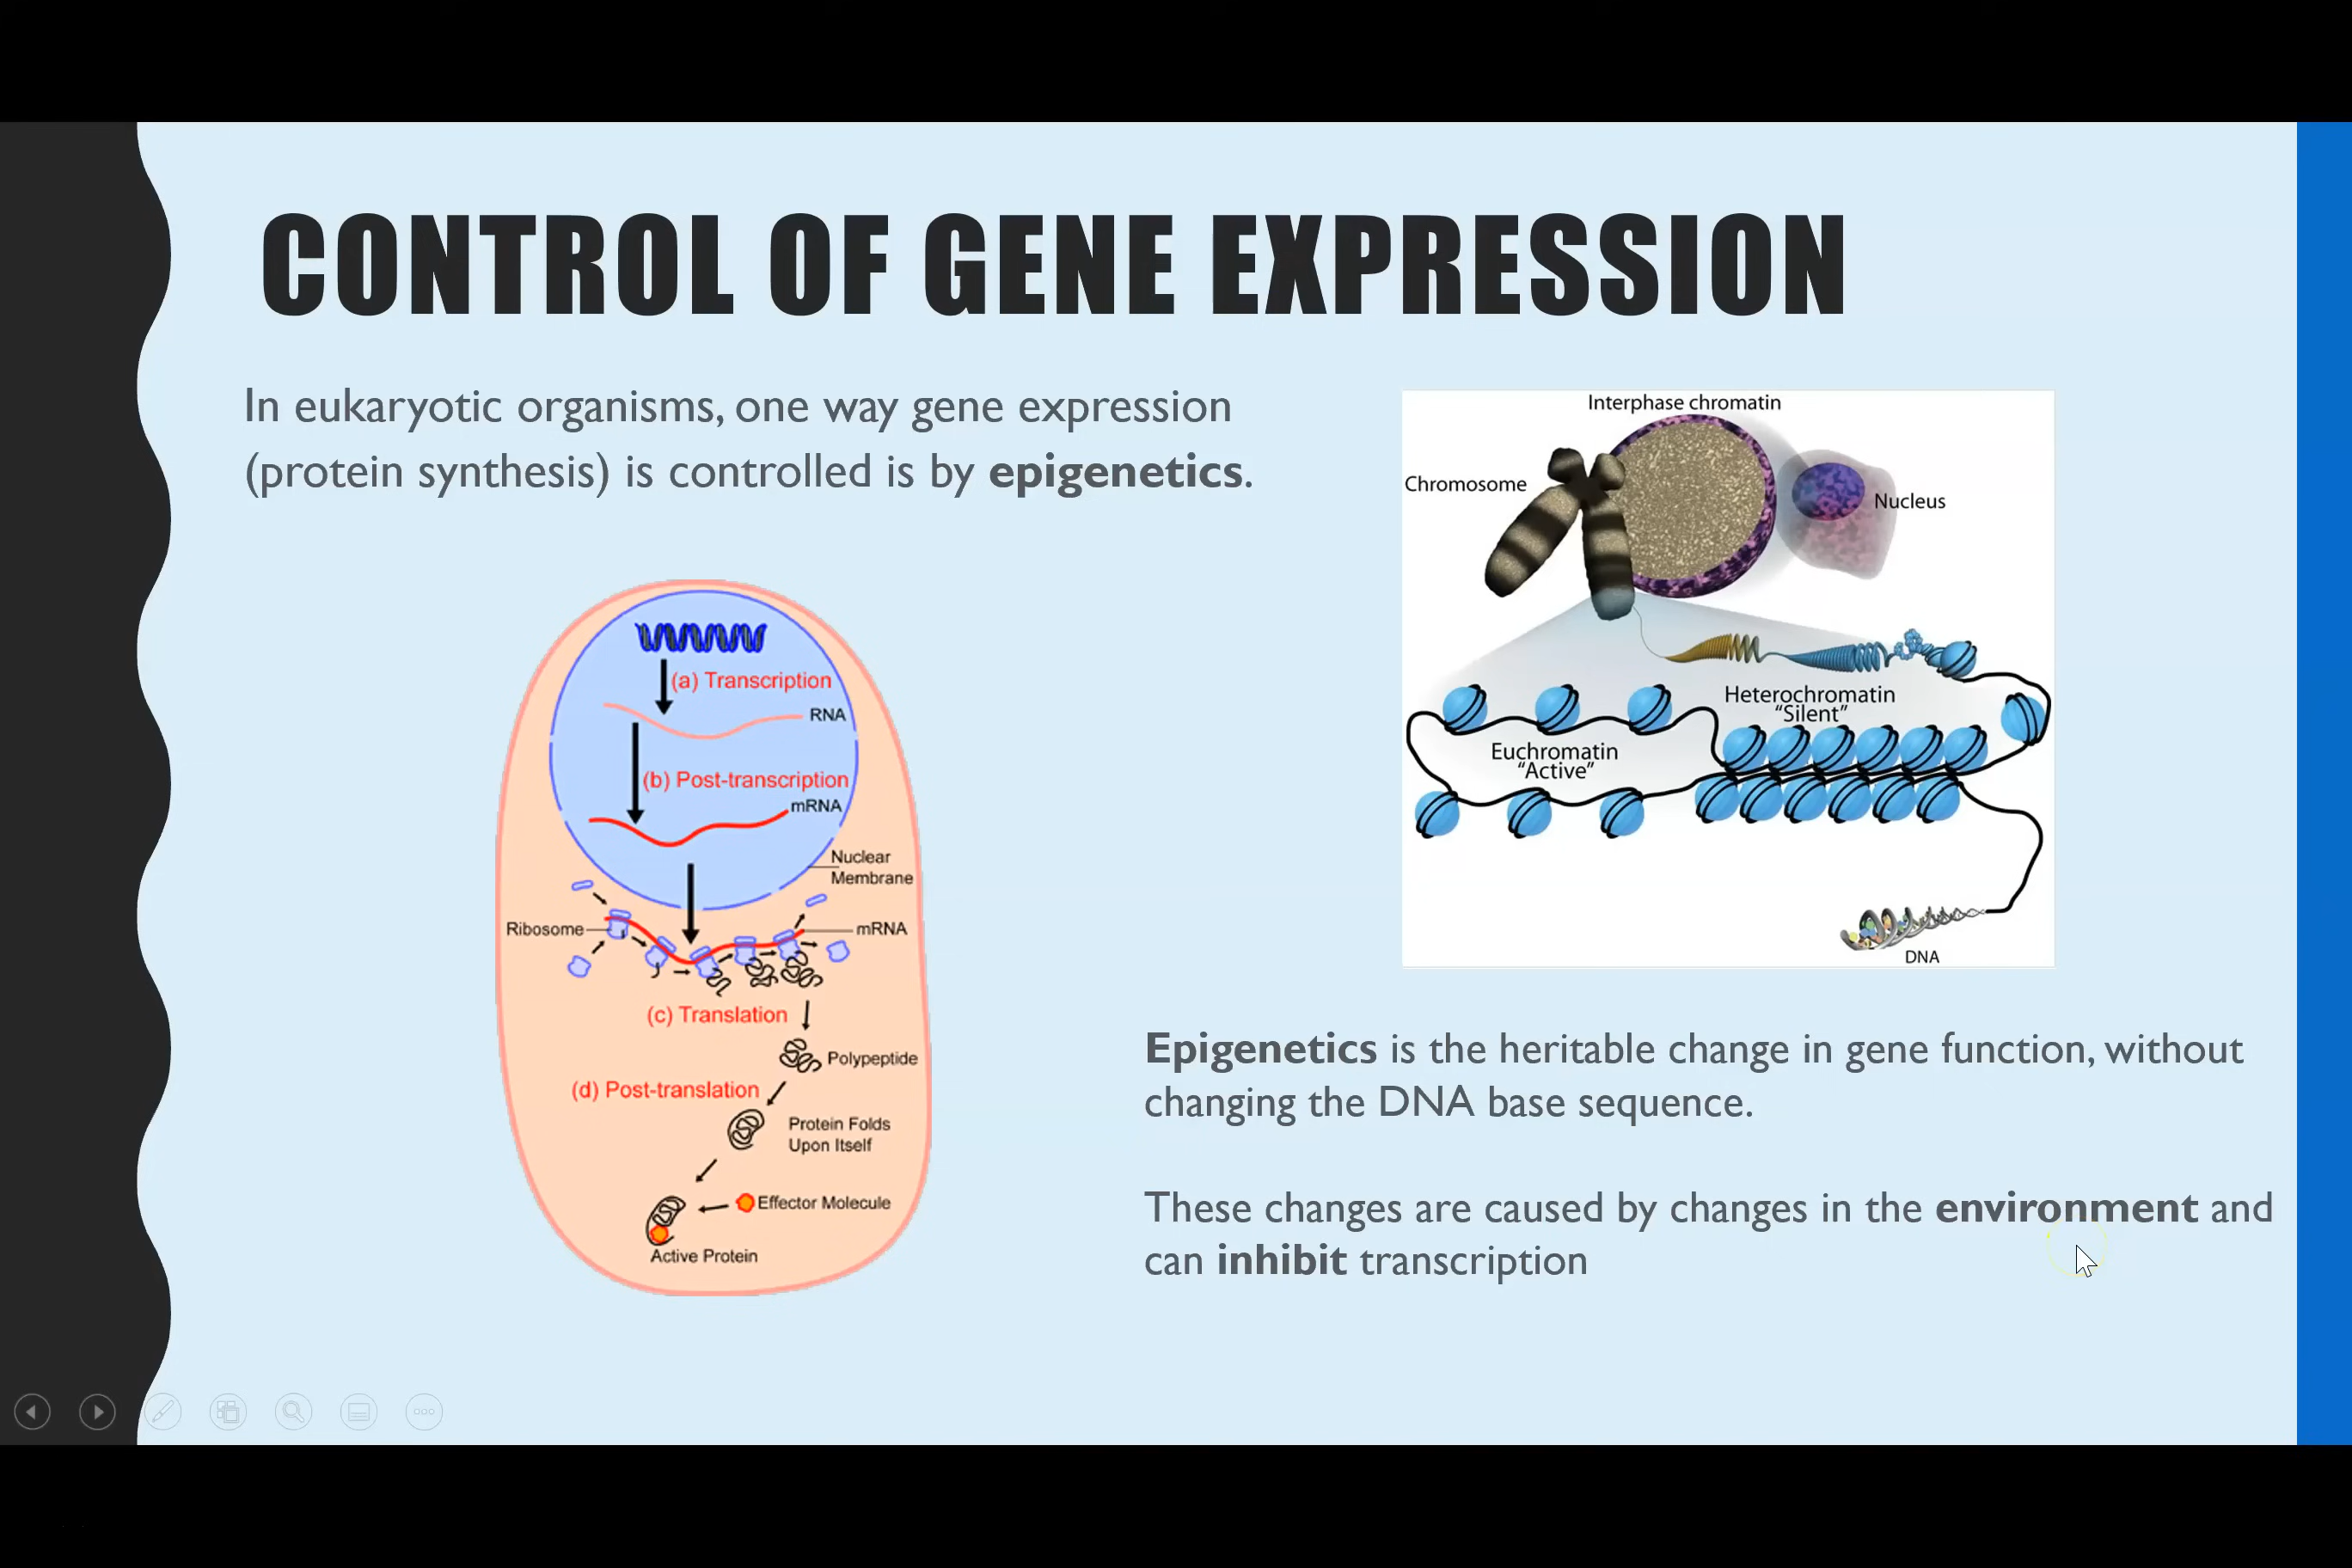 CONTROL OF GENE EXPRESSION
In eukaryotic organisms, one way gene expression
(protein synthesis) is controlled is by epigenetics.
(a) Transcription
RNA
(b) Post-transcription
mRNA
Nuclear
Membrane
Ribosome
mRNA
(c) Translation
Polypeptide
(d) Post-translation
Protein Folds
Upon Itself
Effector Molecule
Active Protein
Interphase chromatin
Chromosome
Nucleus
Heterochromatin
“Silent”
Euchromatin
“Active”
DNA
Epigenetics is the heritable change in gene function, without
changing the DNA base sequence.
These changes are caused by changes in the environment and
can inhibit transcription